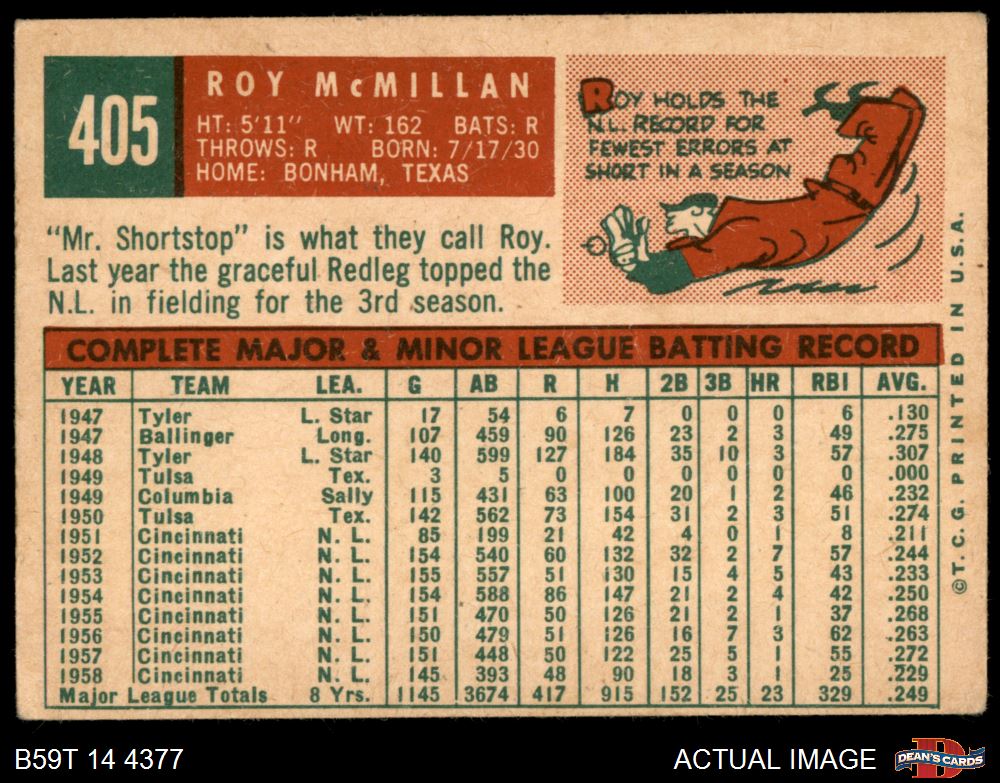 405
ROY McMILLAN
HT: 5'11" WT: 162 BATS: R
THROWS: R BORN: 7/17/30
HOME: BONHAM, TEXAS
ROY HOLDS THE
N.L. RECORD FOR
FEWEST ERRORS AT
SHORT IN A SEASON
"Mr. Shortstop" is what they call Roy.
Last year the graceful Redleg topped the
N.L. in fielding for the 3rd season.
COMPLETE MAJOR & MINOR LEAGUE BATTING RECORD
YEAR TEAM LEA. G AB R H 2B 3B HR RBI AVG.
1947 Tyler L. Star 17 54 6 7 0 0 0 6 .130
1947 Ballinger Long. 107 459 90 126 23 2 3 49 .275
1948 Tyler L. Star 140 599 127 184 35 10 3 57 .307
1949 Tulsa Tex. 3 5 0 0 0 0 0 0 .000
1949 Columbia Sally 115 431 63 100 20 1 2 46 .232
1950 Tulsa Tex. 142 562 73 154 31 2 3 51 .274
1951 Cincinnati N. L. 85 199 21 42 4 0 1 8 .211
1952 Cincinnati N. L. 154 540 60 132 32 2 7 57 .244
1953 Cincinnati N. L. 155 557 51 130 15 4 5 43 .233
1954 Cincinnati N. L. 154 588 86 147 21 2 4 42 .250
1955 Cincinnati N. L. 151 470 50 126 21 2 1 37 .268
1956 Cincinnati N. L. 150 479 51 126 16 7 3 62 .263
1957 Cincinnati N. L. 151 448 50 122 25 5 1 55 .272
1958 Cincinnati N. L. 145 393 48 90 18 3 1 25 .229
Major League Totals 8 Yrs. 1145 3674 417 915 152 25 23 329 .249
©T. C. G. PRINTED IN U.S.A.
B59T 14 4377
ACTUAL IMAGE
DEAN'S CARDS